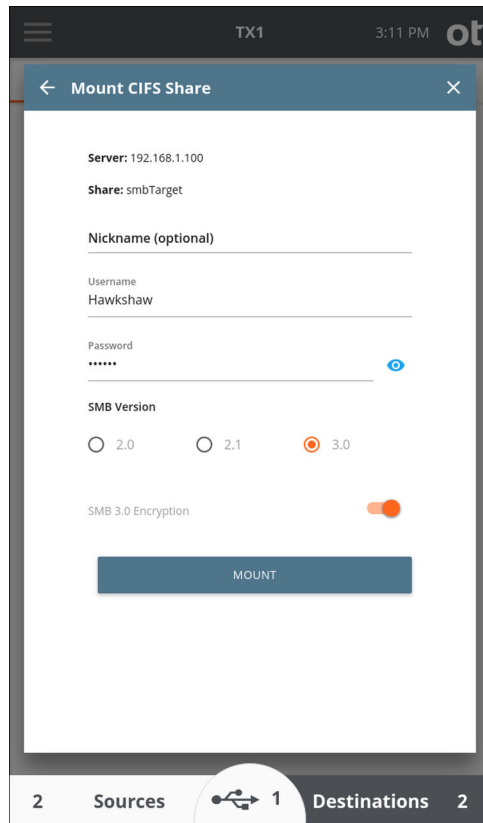 TX1 3:11 PM ot
Mount CIFS Share
Server: 192.168.1.100
Share: smbTarget
Nickname (optional)
Username
Hawkshaw
Password
••••••
SMB Version
2.0 2.1 3.0
SMB 3.0 Encryption
MOUNT
2 Sources 1 Destinations 2